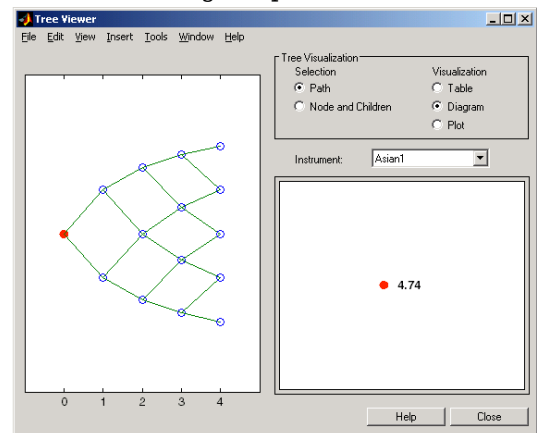 Tree Viewer
File Edit View Insert Tools Window Help
Tree Visualization
Selection
Visualization
Path
Table
Node and Children
Diagram
Plot
Instrument:
Asian1
4.74
0 1 2 3 4
Help
Close